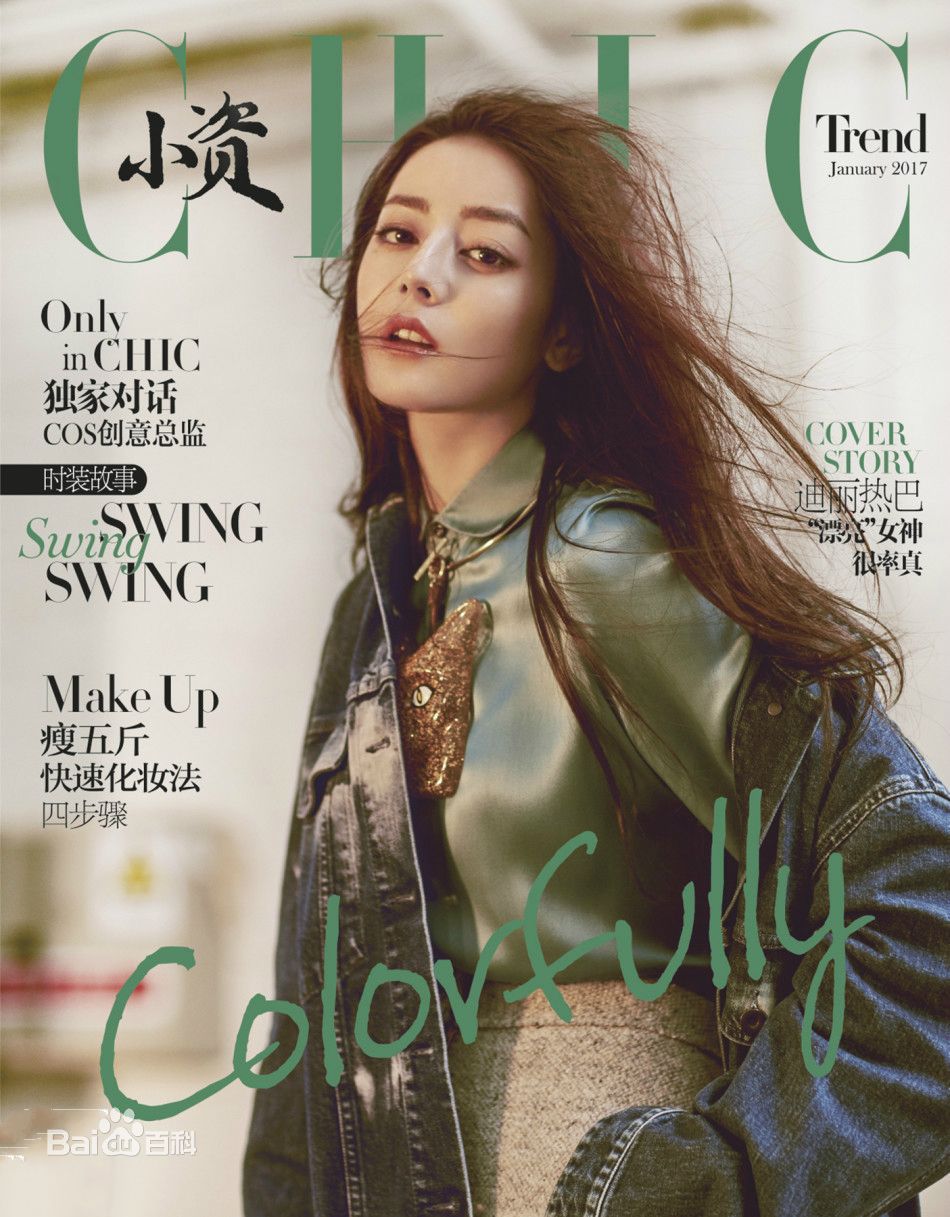 CHIC
小资
Trend
January 2017
Only
in CHIC
独家对话
COS创意总监
时装故事
Swing SWING
SWING
Make Up
瘦五斤
快速化妆法
四步骤
COVER
STORY
迪丽热巴
“漂亮”女神
很率真
Colorfully
Baidu百科